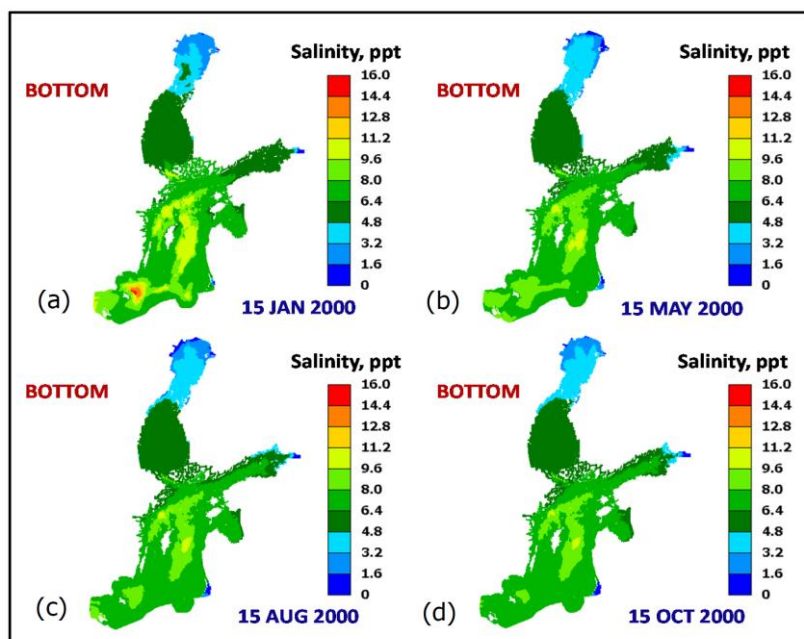 Salinity, ppt
BOTTOM
16.0
14.4
12.8
11.2
9.6
8.0
6.4
4.8
3.2
1.6
0
(a)
15 JAN 2000
Salinity, ppt
BOTTOM
16.0
14.4
12.8
11.2
9.6
8.0
6.4
4.8
3.2
1.6
0
(b)
15 MAY 2000
Salinity, ppt
BOTTOM
16.0
14.4
12.8
11.2
9.6
8.0
6.4
4.8
3.2
1.6
0
(c)
15 AUG 2000
Salinity, ppt
BOTTOM
16.0
14.4
12.8
11.2
9.6
8.0
6.4
4.8
3.2
1.6
0
(d)
15 OCT 2000